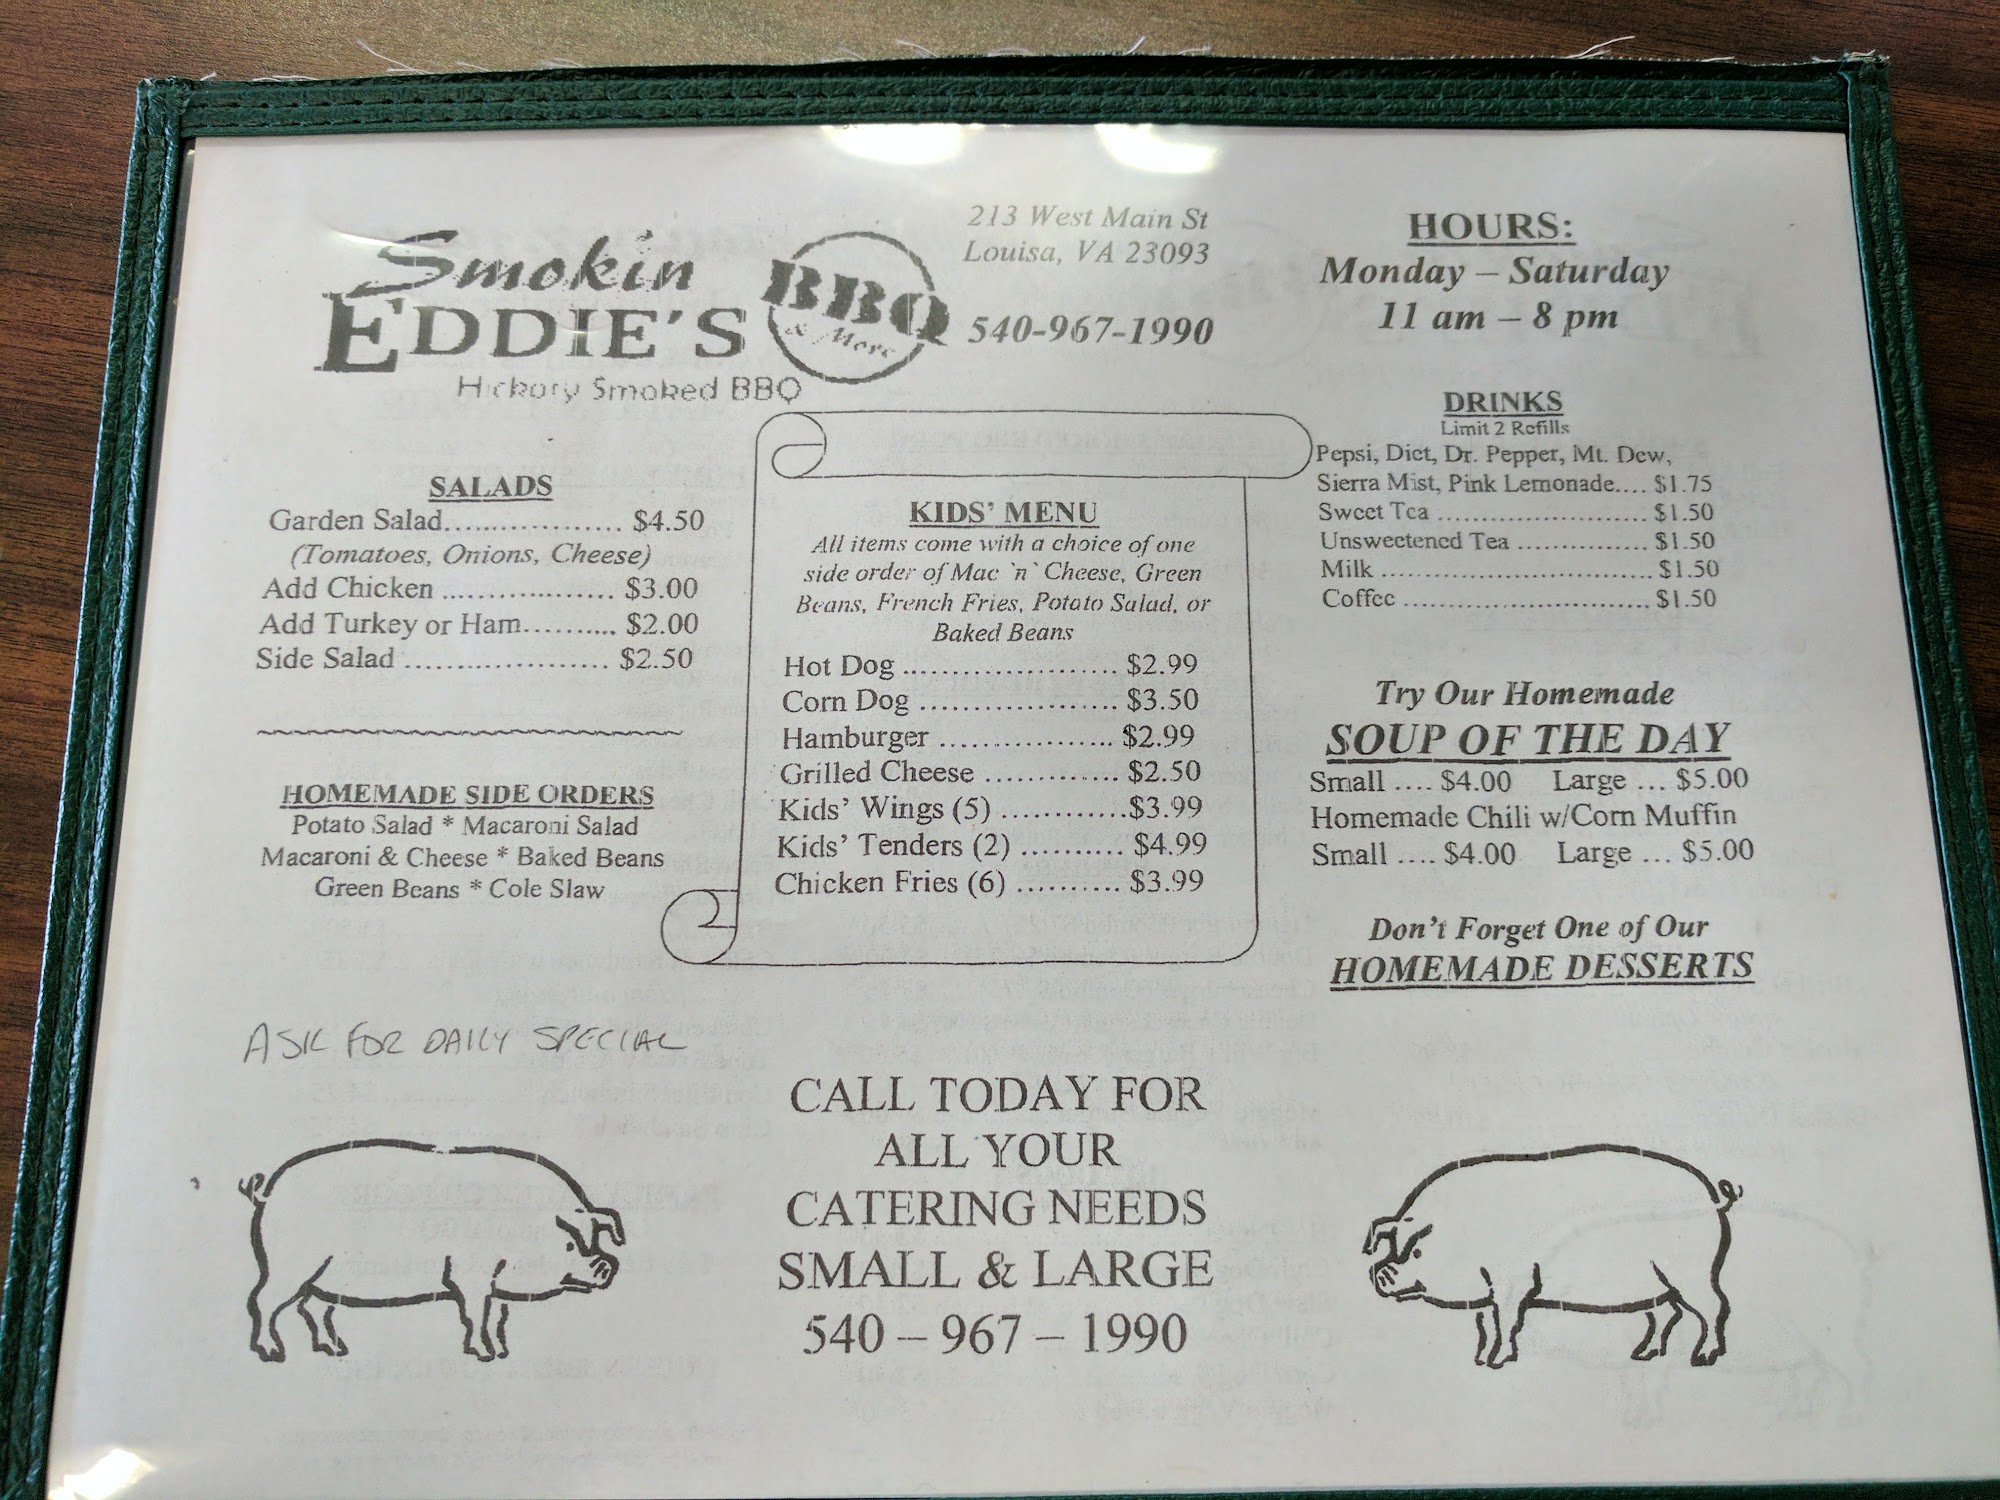 Smokin
EDDIE'S
Hickory Smoked BBQ
BBQ
& More
213 West Main St
Louisa, VA 23093
540-967-1990
HOURS:
Monday – Saturday
11 am – 8 pm
SALADS
Garden Salad..................... $4.50
(Tomatoes, Onions, Cheese)
Add Chicken .................... $3.00
Add Turkey or Ham.......... $2.00
Side Salad ........................ $2.50
HOMEMADE SIDE ORDERS
Potato Salad * Macaroni Salad
Macaroni & Cheese * Baked Beans
Green Beans * Cole Slaw
ASK FOR DAILY SPECIAL
KIDS' MENU
All items come with a choice of one
side order of Mac `n` Cheese, Green
Beans, French Fries, Potato Salad, or
Baked Beans
Hot Dog ......................... $2.99
Corn Dog ....................... $3.50
Hamburger .................... $2.99
Grilled Cheese ............... $2.50
Kids' Wings (5) ..............$3.99
Kids' Tenders (2) ........... $4.99
Chicken Fries (6) ........... $3.99
DRINKS
Limit 2 Refills
Pepsi, Diet, Dr. Pepper, Mt. Dew,
Sierra Mist, Pink Lemonade.... $1.75
Sweet Tea ............................ $1.50
Unsweetened Tea ................. $1.50
Milk .................................... $1.50
Coffee ................................. $1.50
Try Our Homemade
SOUP OF THE DAY
Small .... $4.00 Large ... $5.00
Homemade Chili w/Corn Muffin
Small .... $4.00 Large ... $5.00
Don't Forget One of Our
HOMEMADE DESSERTS
CALL TODAY FOR
ALL YOUR
CATERING NEEDS
SMALL & LARGE
540 – 967 – 1990